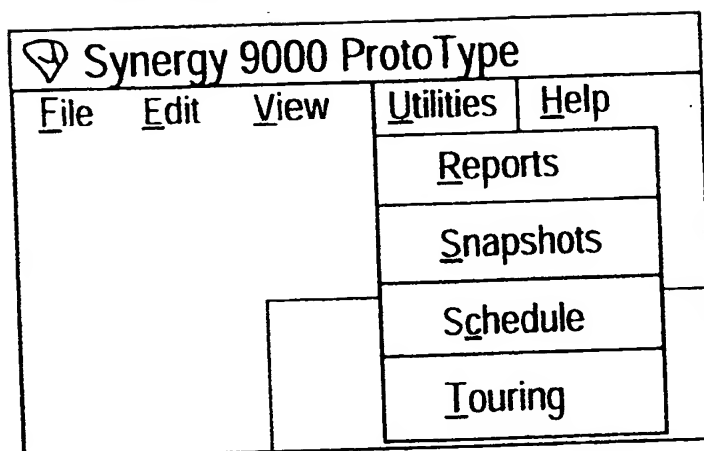 Synergy 9000 ProtoType
File Edit View Utilities Help
Reports
Snapshots
Schedule
Touring